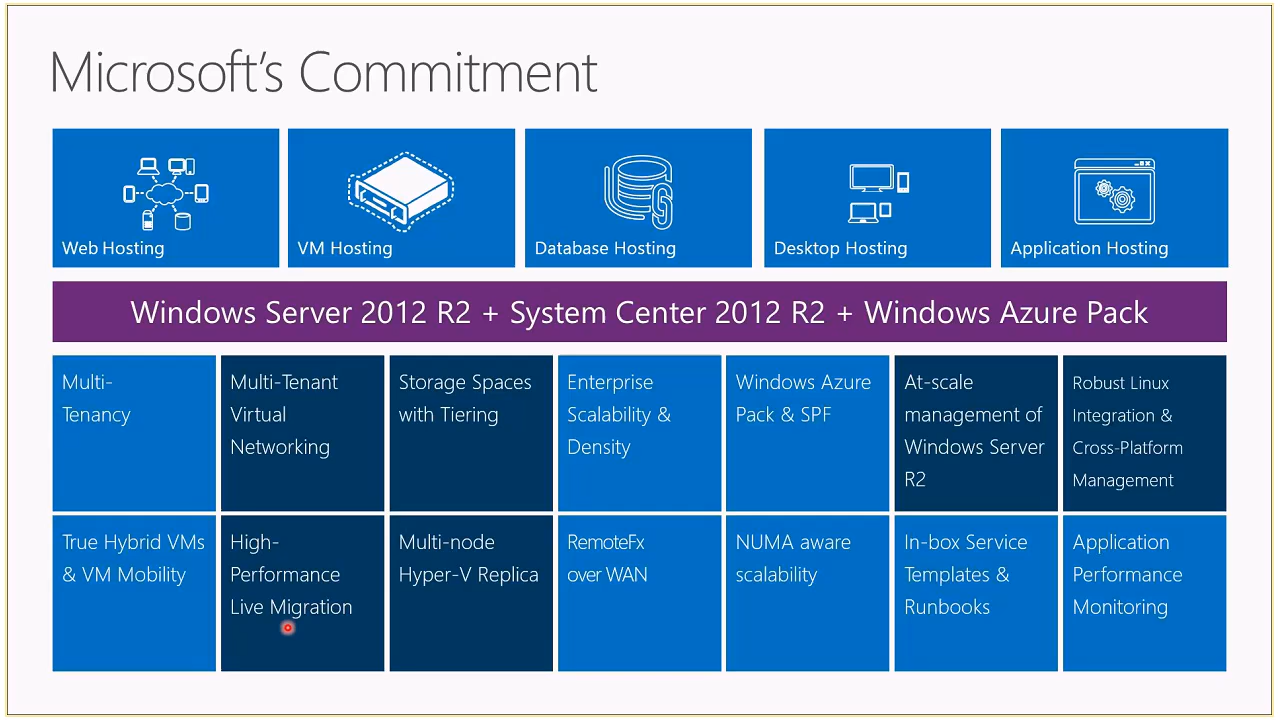 Microsoft's Commitment
Web Hosting
VM Hosting
Database Hosting
Desktop Hosting
Application Hosting
Windows Server 2012 R2 + System Center 2012 R2 + Windows Azure Pack
Multi-
Tenancy
Multi-Tenant
Virtual
Networking
Storage Spaces
with Tiering
Enterprise
Scalability &
Density
Windows Azure
Pack & SPF
At-scale
management of
Windows Server
R2
Robust Linux
Integration &
Cross-Platform
Management
True Hybrid VMs
& VM Mobility
High-
Performance
Live Migration
Multi-node
Hyper-V Replica
RemoteFx
over WAN
NUMA aware
scalability
In-box Service
Templates &
Runbooks
Application
Performance
Monitoring